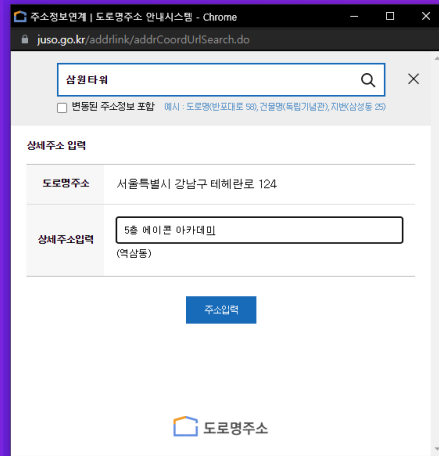 주소정보연계 | 도로명주소 안내시스템 - Chrome
juso.go.kr/addrlink/addrCoordUrlSearch.do
삼원타워
변동된 주소정보 포함 예시 : 도로명(반포대로 58), 건물명(독립기념관), 지번(삼성동 25)
상세주소 입력
도로명주소 서울특별시 강남구 테헤란로 124
상세주소입력 5층 에이콘 아카데미
(역삼동)
주소입력
도로명주소